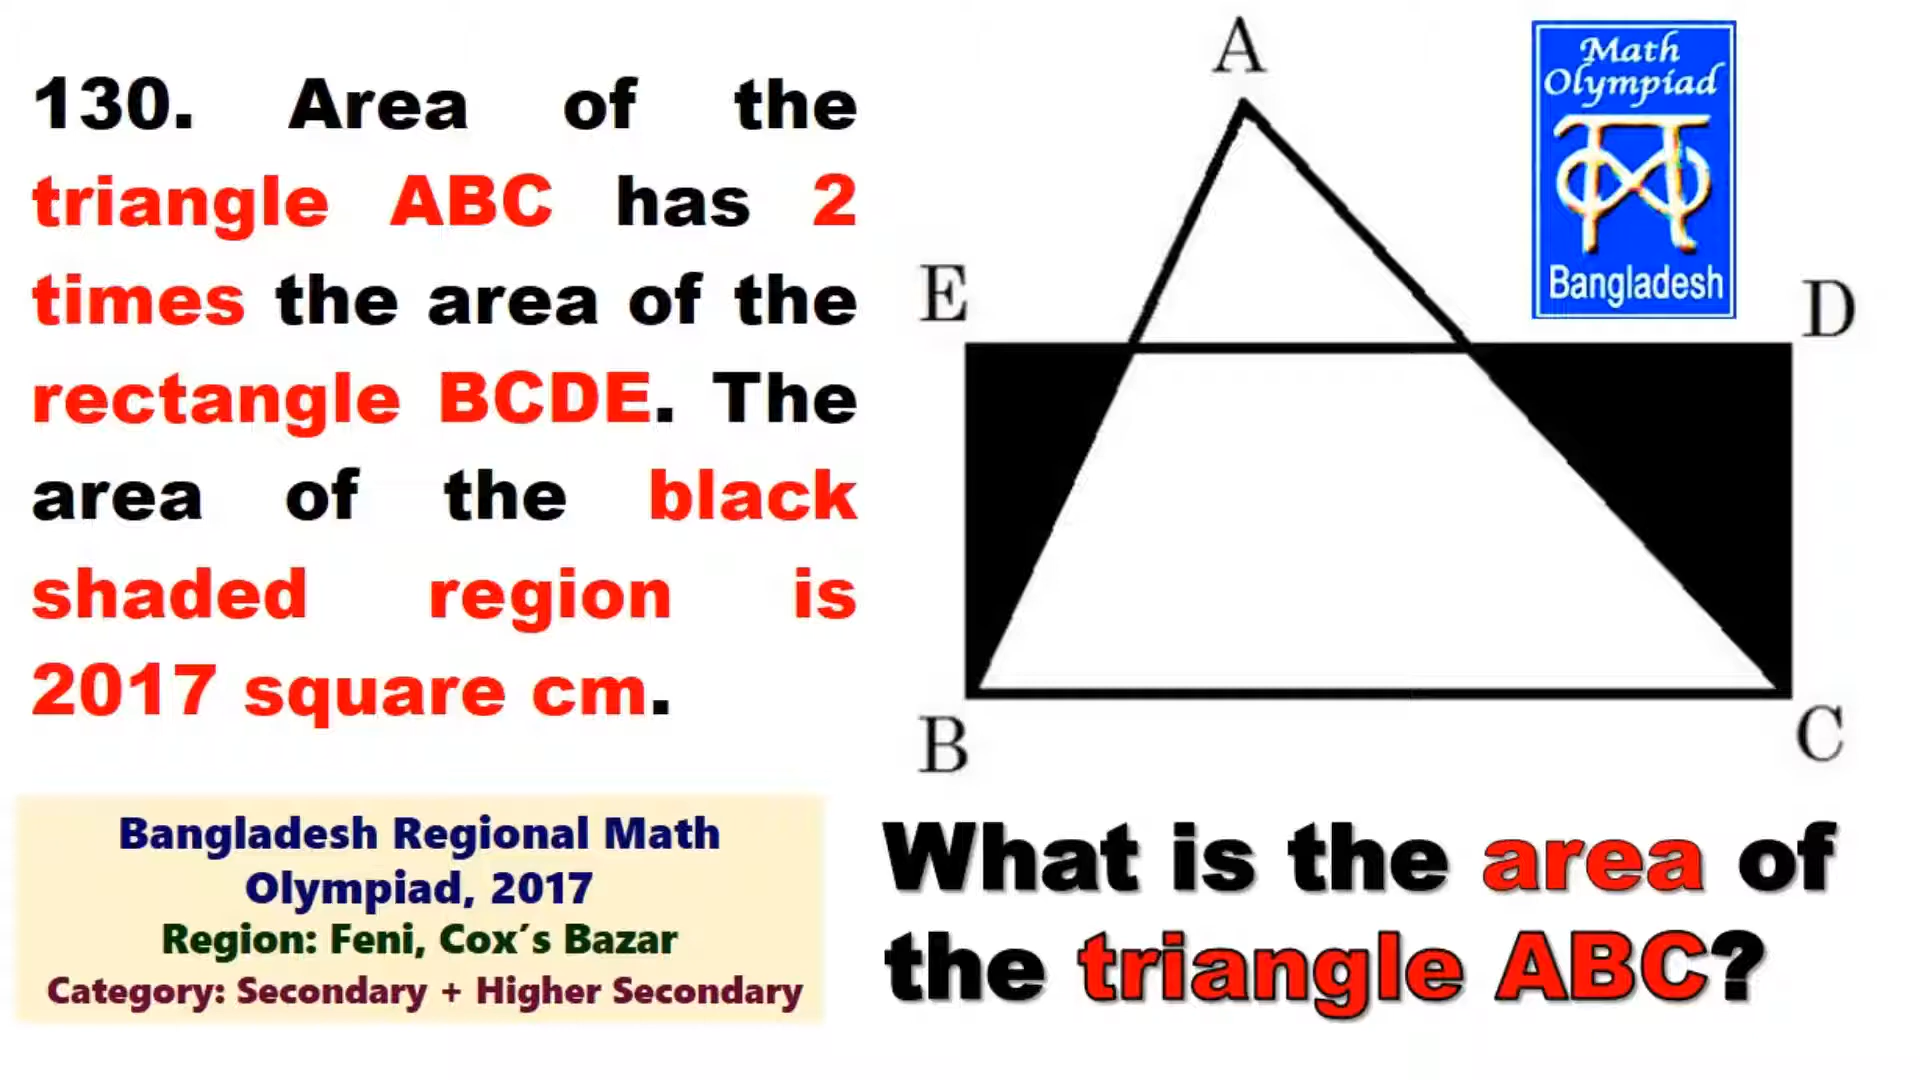 130. Area of the
triangle ABC has 2
times the area of the
rectangle BCDE. The
area of the black
shaded region is
2017 square cm.
Bangladesh Regional Math
Olympiad, 2017
Region: Feni, Cox´s Bazar
Category: Secondary + Higher Secondary
A
E
D
B
C
Math
Olympiad
Bangladesh
What is the area of
the triangle ABC?